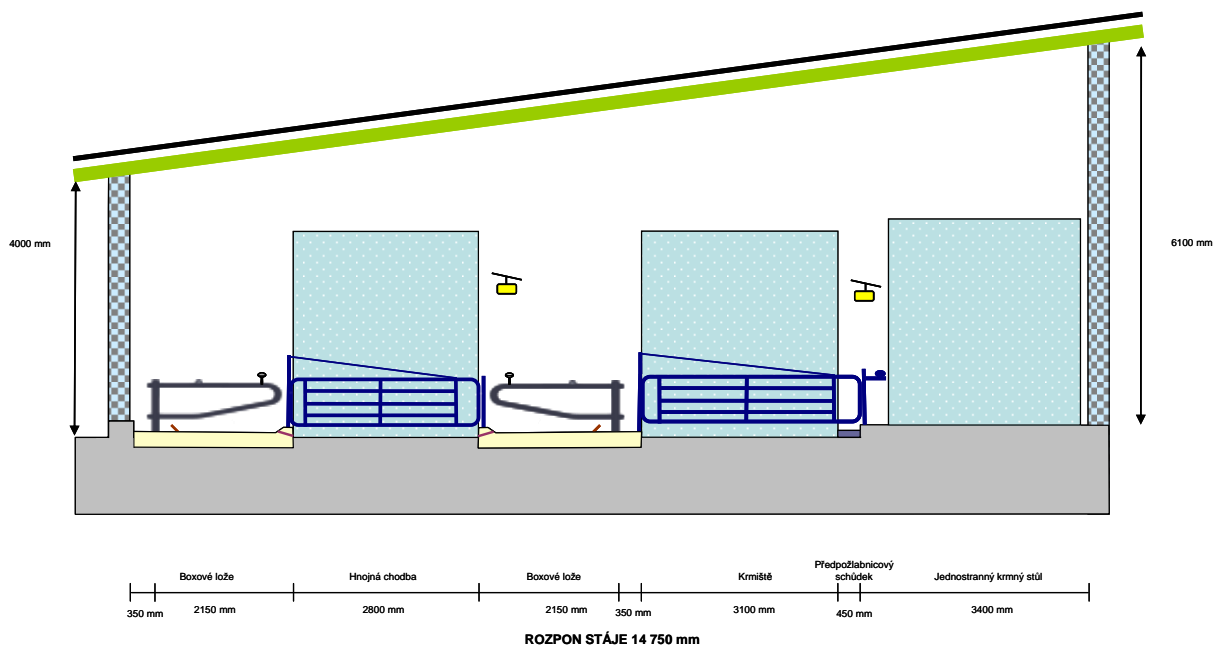 4000 mm
6100 mm
Boxové lože
Hnojná chodba
Boxové lože
Krmiště
Předpožlabnicový
schůdek
Jednostranný krmný stůl
350 mm
2150 mm
2800 mm
2150 mm
350 mm
3100 mm
450 mm
3400 mm
ROZPON STÁJE 14 750 mm